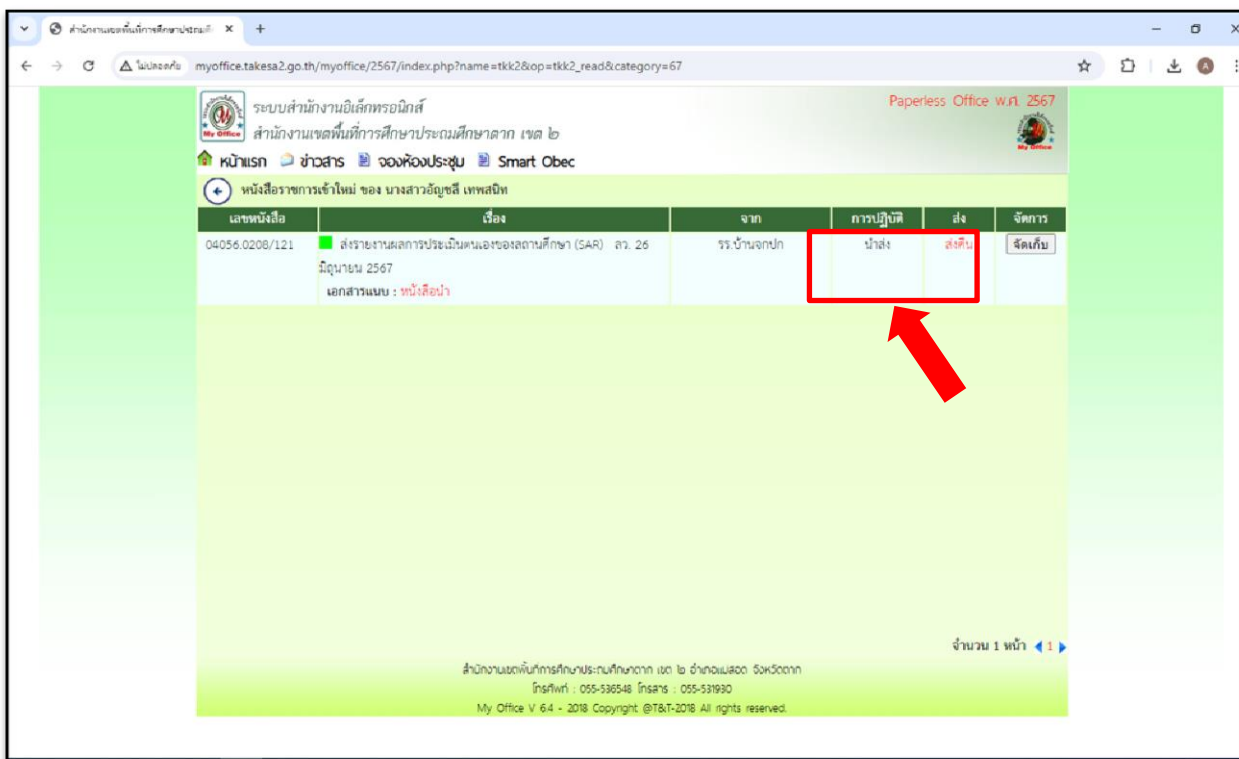 สำนักงานเขตพื้นที่การศึกษาประถมศึ
ไม่ปลอดภัย myoffice.takesa2.go.th/myoffice/2567/index.php?name=tkk2&op=tkk2_read&category=67
ระบบสำนักงานอิเล็กทรอนิกส์
Paperless Office พ.ศ. 2567
สำนักงานเขตพื้นที่การศึกษาประถมศึกษาตาก เขต ๒
My Office
My Office
หน้าแรก ข่าวสาร จองห้องประชุม Smart Obec
หนังสือราชการเข้าใหม่ ของ นางสาวอัญชลี เทพสนิท
เลขหนังสือ เรื่อง จาก การปฏิบัติ ส่ง จัดการ
04056.0208/121 ส่งรายงานผลการประเมินตนเองของสถานศึกษา (SAR) ลว. 26 รร.บ้านจกปก นำส่ง ส่งคืน จัดเก็บ
มิถุนายน 2567
เอกสารแนบ : หนังสือนำ
จำนวน 1 หน้า 1
สำนักงานเขตพื้นที่การศึกษาประถมศึกษาตาก เขต ๒ อำเภอแม่สอด จังหวัดตาก
โทรศัพท์ : 055-536548 โทรสาร : 055-531930
My Office V 6.4 - 2018 Copyright @T&T-2018 All rights reserved.